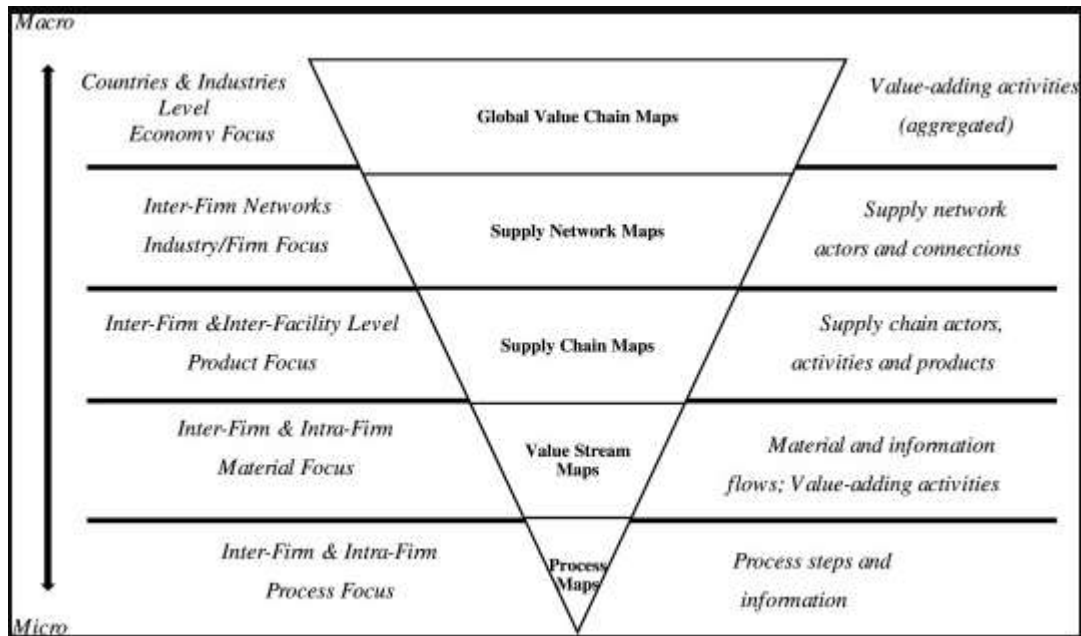 Macro
Countries & Industries
Level
Economy Focus
Global Value Chain Maps
Value-adding activities
(aggregated)
Inter-Firm Networks
Industry/Firm Focus
Supply Network Maps
Supply network
actors and connections
Inter-Firm &Inter-Facility Level
Product Focus
Supply Chain Maps
Supply chain actors,
activities and products
Inter-Firm & Intra-Firm
Material Focus
Value Stream
Maps
Material and information
flows; Value-adding activities
Inter-Firm & Intra-Firm
Process Focus
Process
Maps
Process steps and
information
Micro